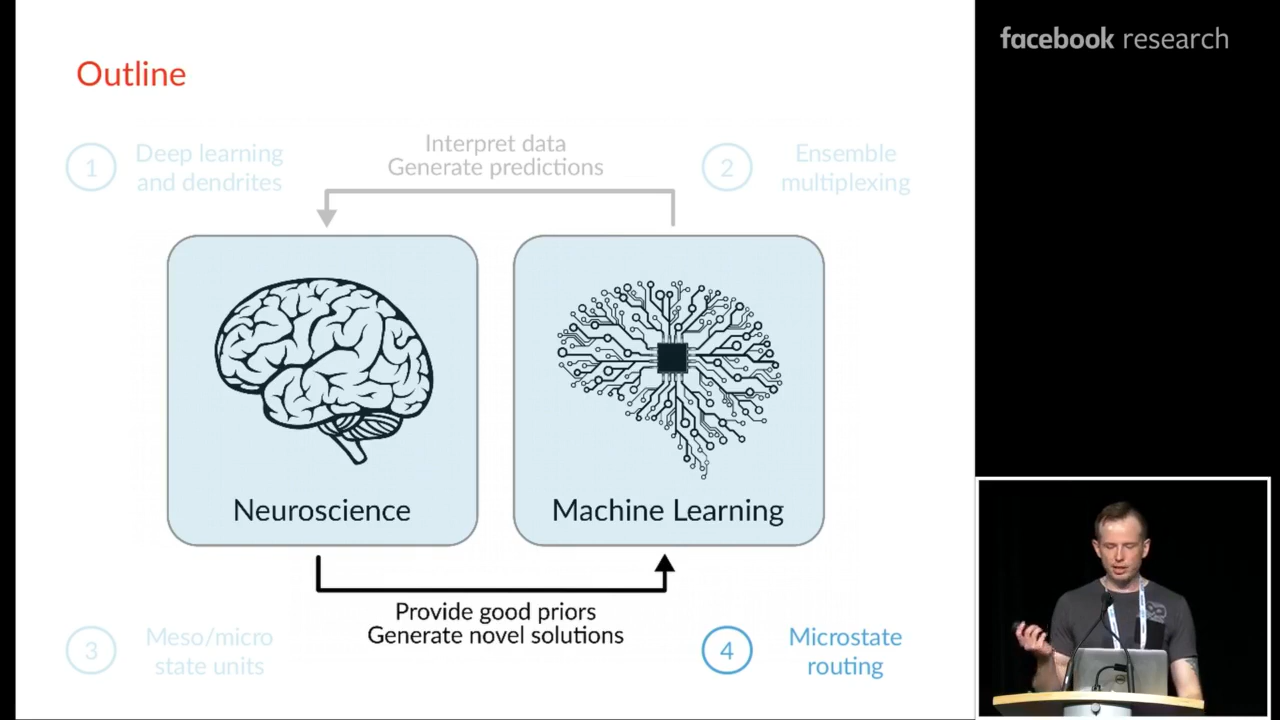 facebook research
Outline
1
Deep learning
and dendrites
Interpret data
Generate predictions
2
Ensemble
multiplexing
Neuroscience
Machine Learning
Provide good priors
Generate novel solutions
3
Meso/micro
state units
4
Microstate
routing